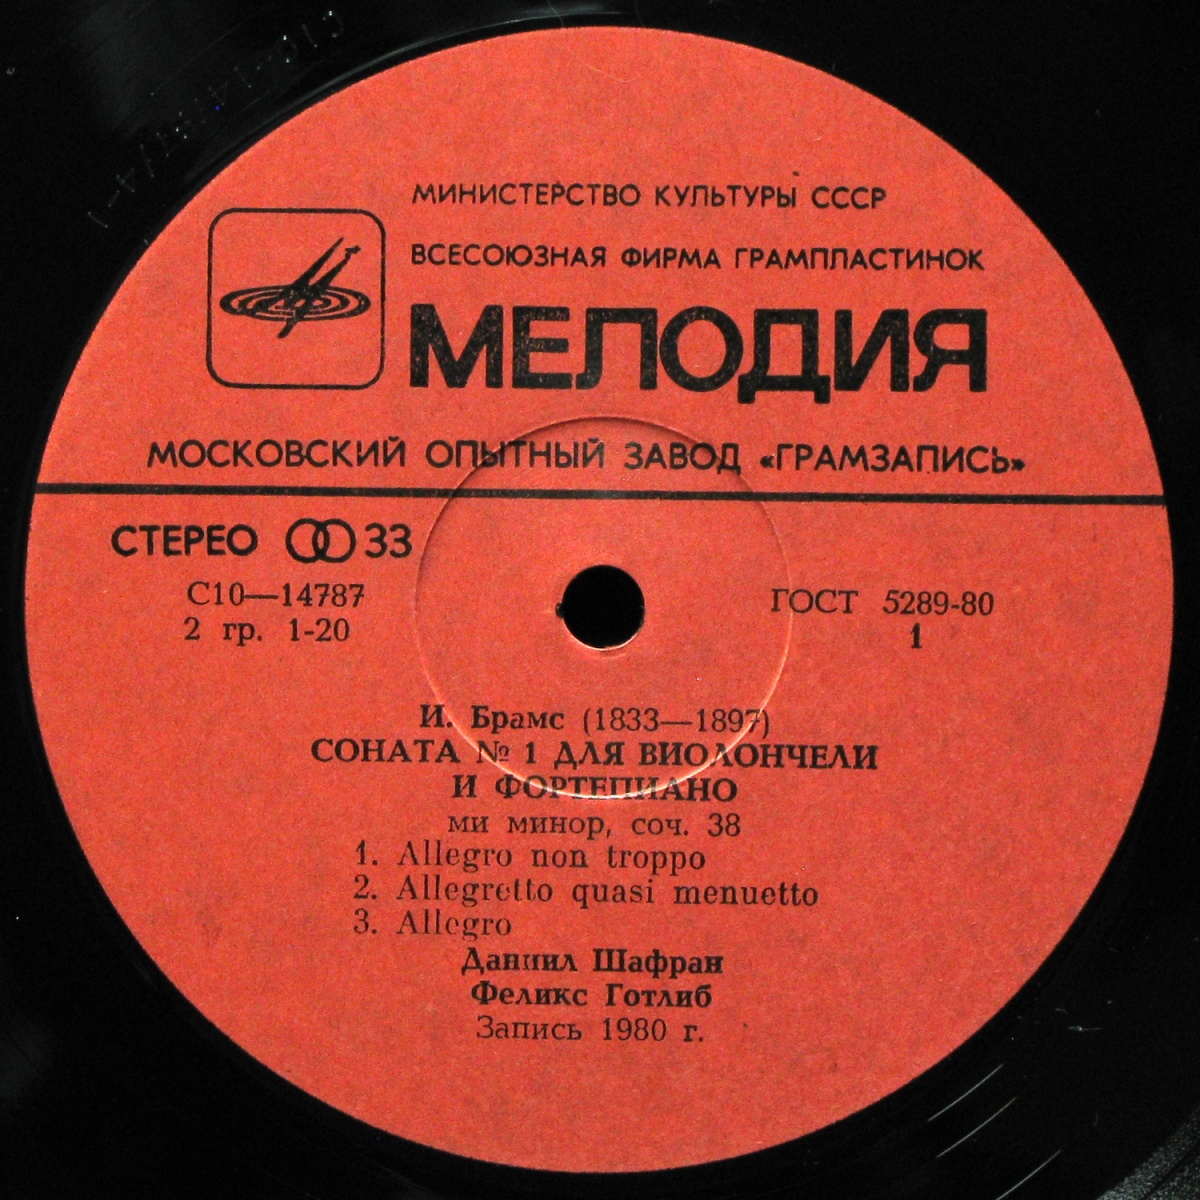 МИНИСТЕРСТВО КУЛЬТУРЫ СССР
ВСЕСОЮЗНАЯ ФИРМА ГРАМПЛАСТИНОК
МЕЛОДИЯ
МОСКОВСКИЙ ОПЫТНЫЙ ЗАВОД «ГРАМЗАПИСЬ»
СТЕРЕО 33
С10—14787
2 гр. 1-20
ГОСТ 5289-80
1
И. Брамс (1833—1897)
СОНАТА № 1 ДЛЯ ВИОЛОНЧЕЛИ
И ФОРТЕПИАНО
ми минор, соч. 38
1. Allegro non troppo
2. Allegretto quasi menuetto
3. Allegro
Даниил Шафран
Феликс Готлиб
Запись 1980 г.